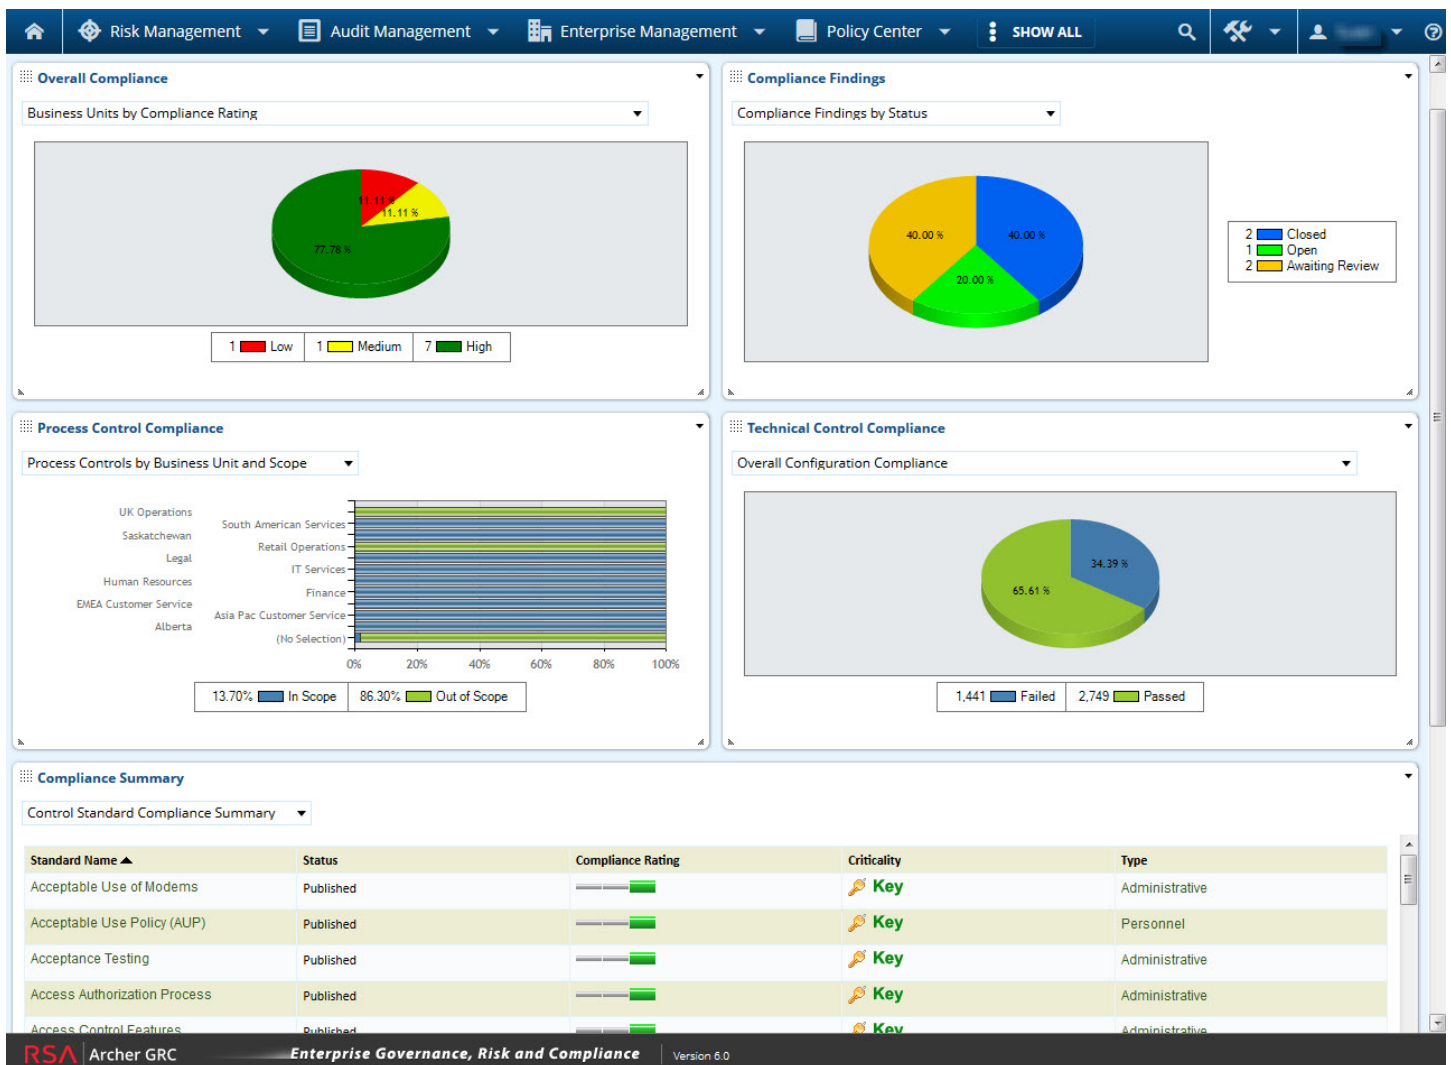 Risk Management Audit Management Enterprise Management Policy Center SHOW ALL
Overall Compliance
Business Units by Compliance Rating
11.11 %
11.11 %
77.78 %
1 Low 1 Medium 7 High
Compliance Findings
Compliance Findings by Status
40.00 % 40.00 %
20.00 %
2 Closed
1 Open
2 Awaiting Review
Process Control Compliance
Process Controls by Business Unit and Scope
UK Operations
South American Services
Saskatchewan
Retail Operations
Legal
IT Services
Human Resources
Finance
EMEA Customer Service
Asia Pac Customer Service
Alberta
(No Selection)
0% 20% 40% 60% 80% 100%
13.70% In Scope 86.30% Out of Scope
Technical Control Compliance
Overall Configuration Compliance
34.39 %
65.61 %
1,441 Failed 2,749 Passed
Compliance Summary
Control Standard Compliance Summary
Standard Name Status Compliance Rating Criticality Type
Acceptable Use of Modems Published Key Administrative
Acceptable Use Policy (AUP) Published Key Personnel
Acceptance Testing Published Key Administrative
Access Authorization Process Published Key Administrative
Access Control Features Published Key Administrative
RSA Archer GRC Enterprise Governance, Risk and Compliance Version 6.0